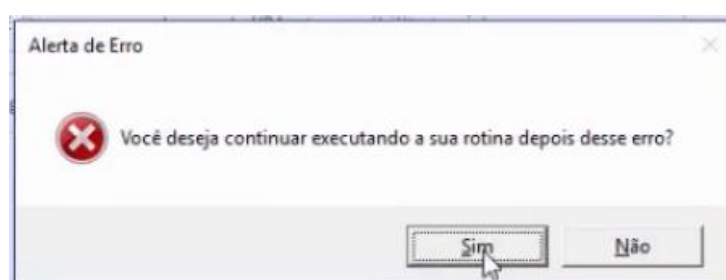 Alerta de Erro
Você deseja continuar executando a sua rotina depois desse erro?
Sim Não